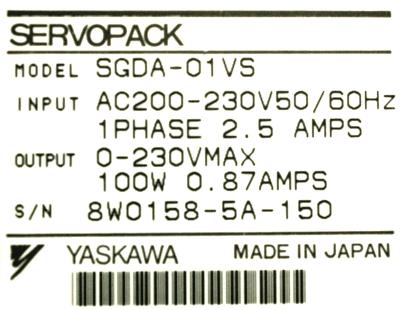 SERVOPACK
MODEL SGDA-01VS
INPUT AC200-230V50/60Hz
1PHASE 2.5 AMPS
OUTPUT 0-230VMAX
100W 0.87AMPS
S/N 8W0158-5A-150
YASKAWA MADE IN JAPAN